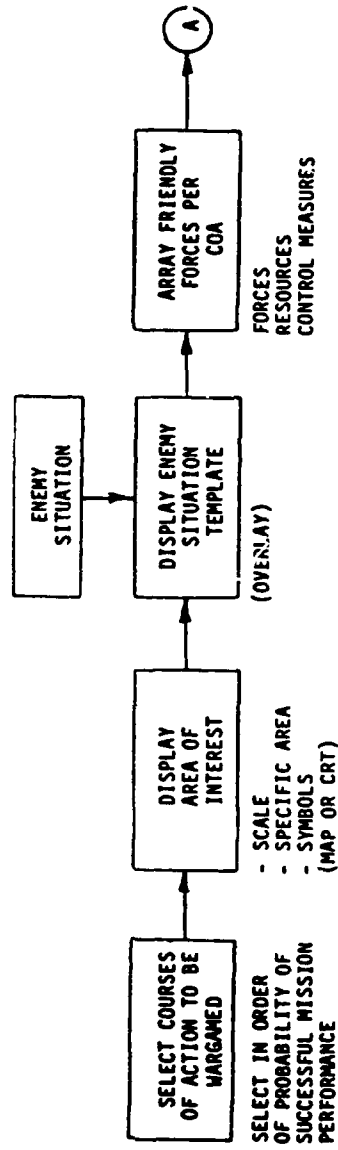 SELECT COURSES
OF ACTION TO BE
WARGAMED
SELECT IN ORDER
OF PROBABILITY OF
SUCCESSFUL MISSION
PERFORMANCE
DISPLAY
AREA OF
INTEREST
- SCALE
- SPECIFIC AREA
- SYMBOLS
(MAP OR CRT)
ENEMY
SITUATION
DISPLAY ENEMY
SITUATION
TEMPLATE
(OVERLAY)
ARRAY FRIENDLY
FORCES PER
COA
FORCES
RESOURCES
CONTROL MEASURES
A